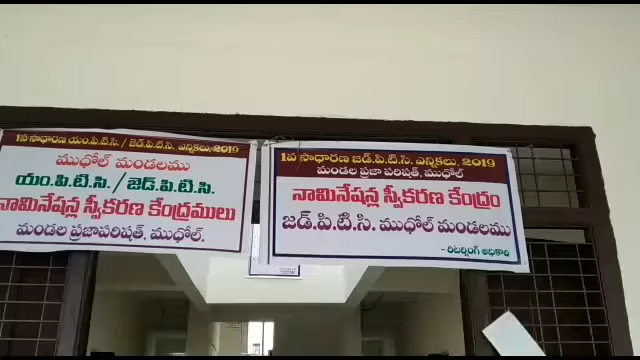 1వ సాధారణ యం.పి.టి.సి./ జెడ్.పి.టి.సి. ఎన్నికలు, 2019
ముధోల్ మండలము
యం.పి.టి.సి./జెడ్.పి.టి.సి.
నామినేషన్ల స్వీకరణ కేంద్రములు
మండల ప్రజాపరిషత్, ముధోల్.
1వ సాధారణ జడ్.పి.టి.సి. ఎన్నికలు, 2019
మండల ప్రజా పరిషత్, ముధోల్
నామినేషన్ల స్వీకరణ కేంద్రం
జడ్.పి.టి.సి. ముధోల్ మండలము
- రిటర్నింగ్ అధికారి